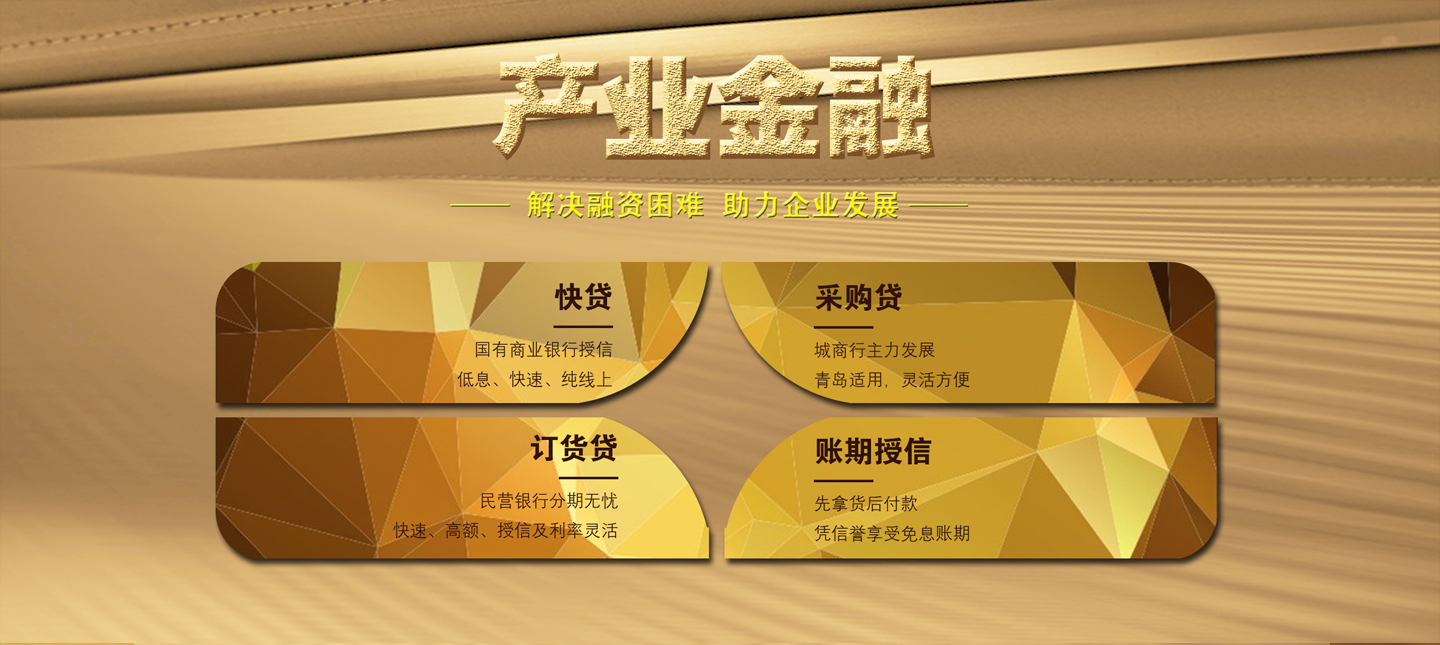 产业金融
解决融资困难 助力企业发展
快贷
国有商业银行授信
低息、快速、纯线上
采购贷
城商行主力发展
青岛适用，灵活方便
订货贷
民营银行分期无忧
快速、高额、授信及利率灵活
账期授信
先拿货后付款
凭信誉享受免息账期